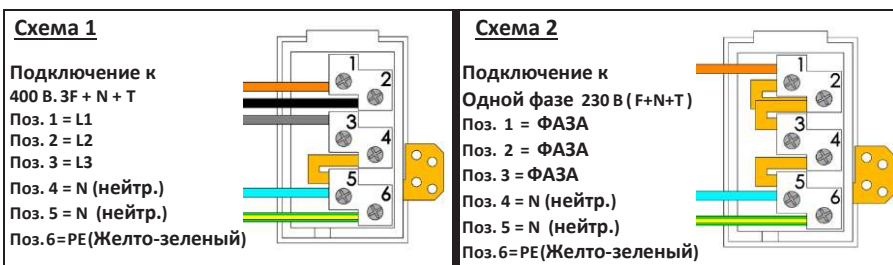 Схема 1
Подключение к
400 В. 3F + N + T
Поз. 1 = L1
Поз. 2 = L2
Поз. 3 = L3
Поз. 4 = N (нейтр.)
Поз. 5 = N (нейтр.)
Поз.6=PE(Желто-зеленый)
1
2
3
4
5
6
Схема 2
Подключение к
Одной фазе 230 В ( F+N+T )
Поз. 1 = ФАЗА
Поз. 2 = ФАЗА
Поз. 3 = ФАЗА
Поз. 4 = N (нейтр.)
Поз. 5 = N (нейтр.)
Поз.6=PE(Желто-зеленый)
1
2
3
4
5
6